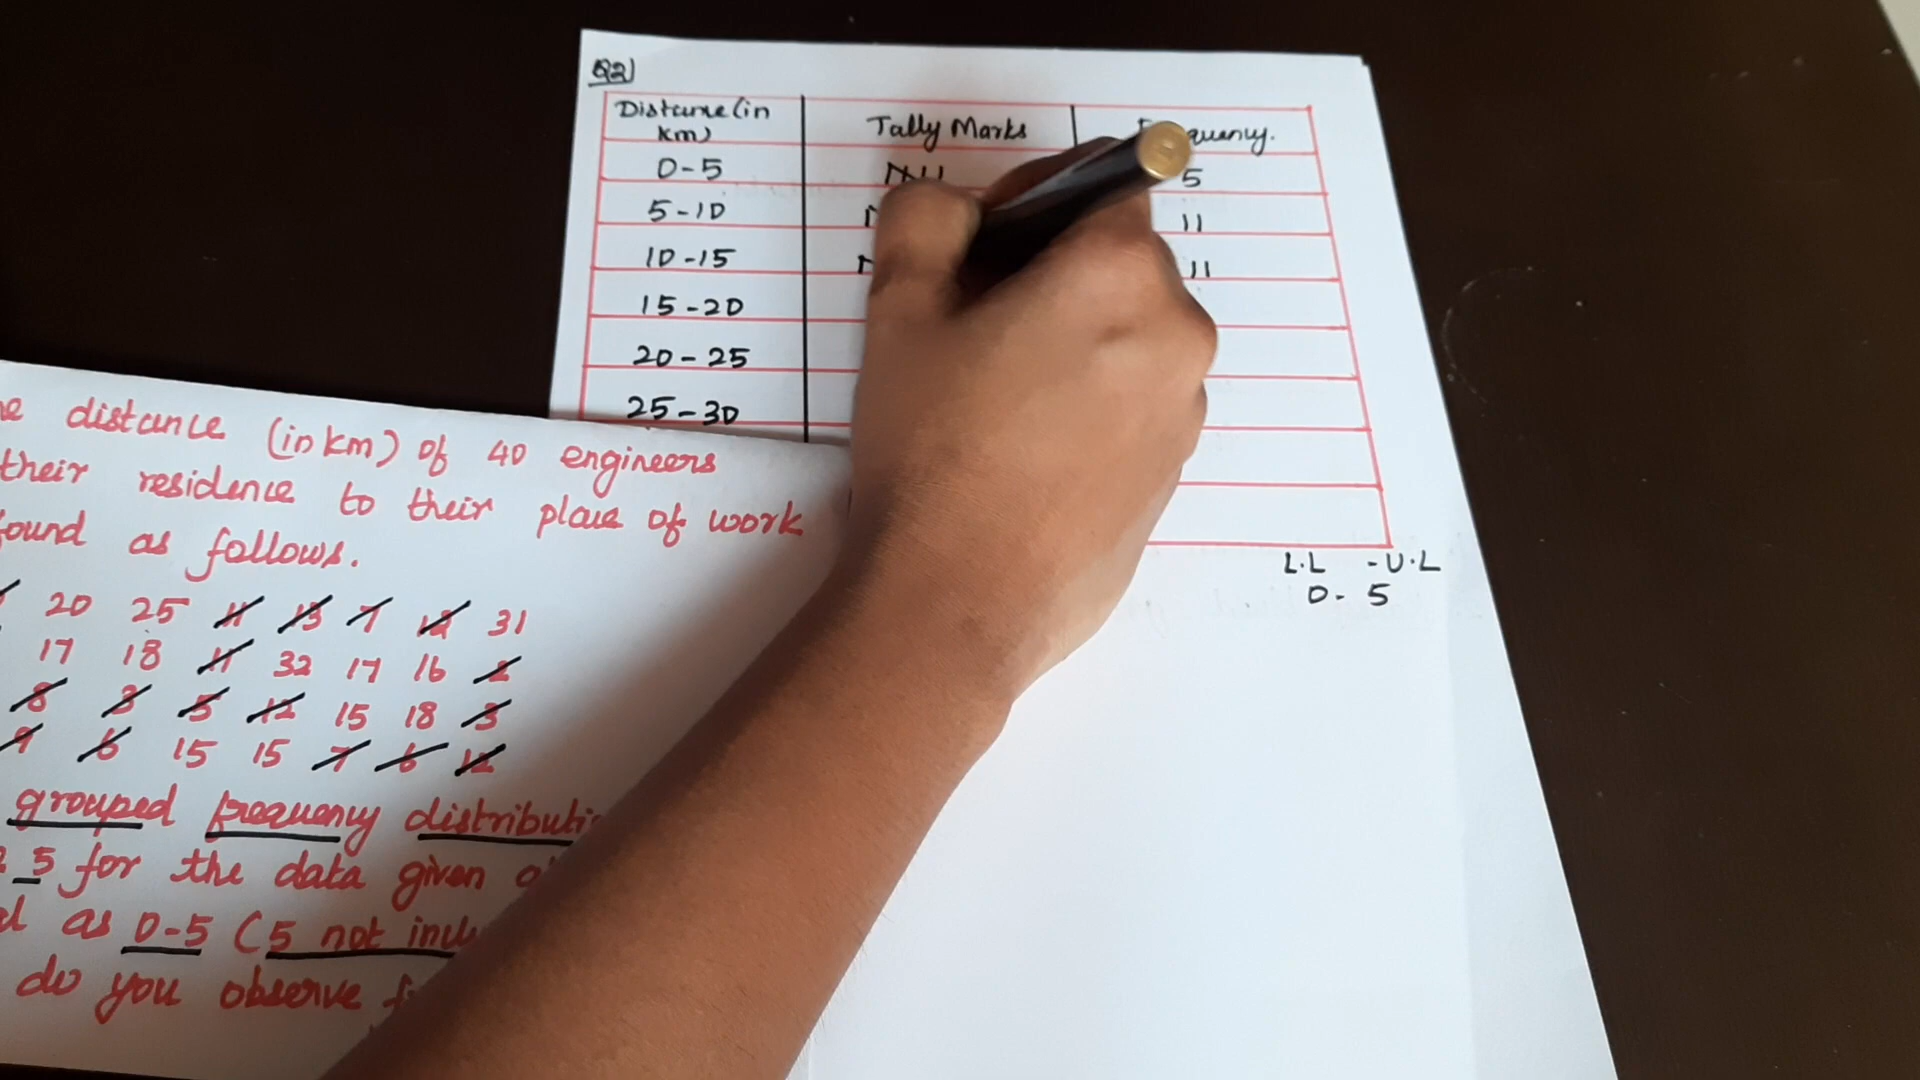 Q2)
Distance (in km) Tally Marks
0-5 5
5-10 11
10-15 11
15-20
20-25
25-30
L.L - U.L
0- 5
distance (in km) of 40 engineers
their residence to their place of work
as follows.
20 25 11 13 7 12 31
17 18 11 32 17 16 2
8 3 5 12 15 18 3
9 6 15 15 7 6 12
grouped frequency
5 for the data given
as 0-5 (5 not
do you observe